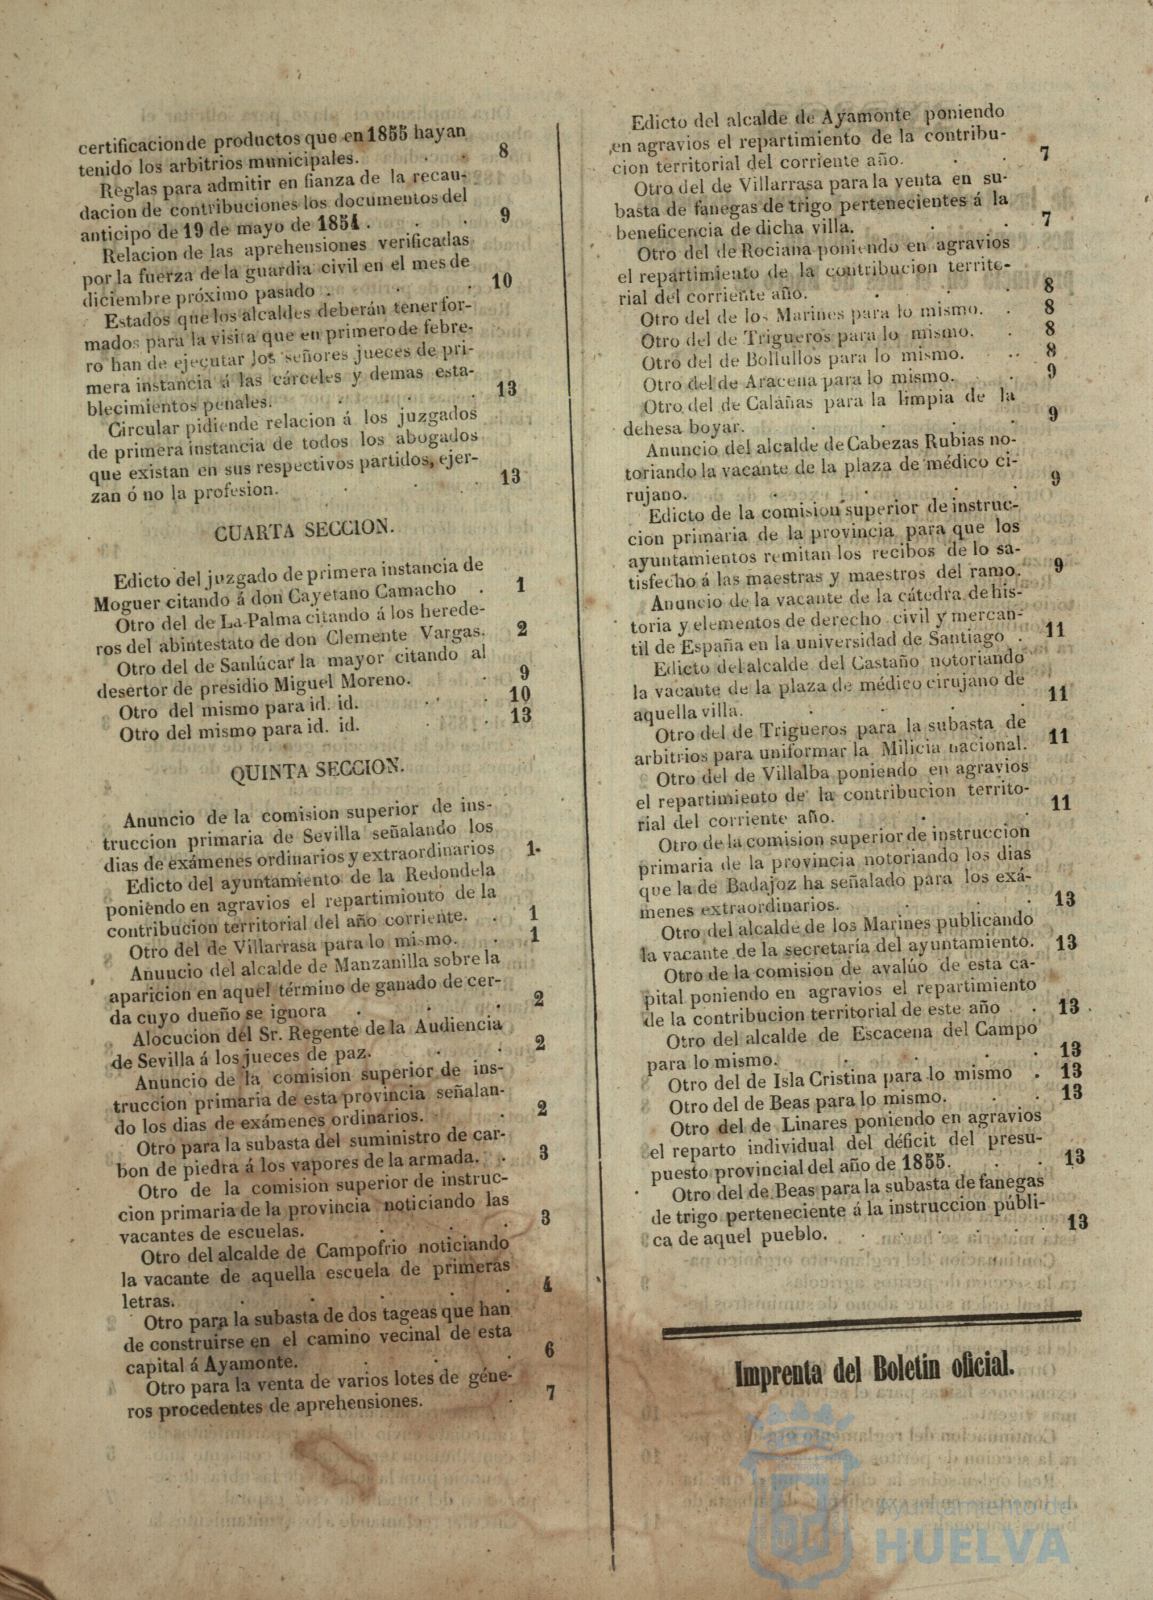 certificacion de productos que en 1855 hayan
tenido los arbitrios municipales. . . 8
Reglas para admitir en fianza de la recau-
dacion de contribuciones los documentos del
anticipo de 19 de mayo de 1854 . . . 9
Relacion de las aprehensiones verificadas
por la fuerza de la guardia civil en el mes de
diciembre próximo pasado . . . 10
Estados que los alcaldes deberán tener for-
mados para la visita que en primero de febre-
ro han de ejecutar los señores jueces de pri-
mera instancia á las cárceles y demas esta-
blecimientos penales. . . . 13
Circular pidiende relacion á los juzgados
de primera instancia de todos los abogados
que existan en sus respectivos partidos, ejer-
zan ó no la profesion. . . . 13
CUARTA SECCION.
Edicto del juzgado de primera instancia de
Moguer citando á don Cayetano Camacho . 1
Otro del de La-Palma citando á los herede-
ros del abintestato de don Clemente Vargas. 2
Otro del de Sanlúcar la mayor citando al
desertor de presidio Miguel Moreno. . 9
Otro del mismo para id. id. . . 10
Otro del mismo para id. id. . . 13
QUINTA SECCION.
Anuncio de la comision superior de ins-
truccion primaria de Sevilla señalando los
dias de exámenes ordinarios y extraordinarios 1.
Edicto del ayuntamiento de la Redondela
poniendo en agravios el repartimionto de la
contribucion territorial del año corriente. . 1
Otro del de Villarrasa para lo mismo. . 1
Anuucio del alcalde de Manzanilla sobre la
aparicion en aquel término de ganado de cer-
da cuyo dueño se ignora . . . 2
Alocucion del Sr. Regente de la Audiencia
de Sevilla á los jueces de paz. . . . 2
Anuncio de la comision superior de ins-
truccion primaria de esta provincia señalan-
do los dias de exámenes ordinarios. . 2
Otro para la subasta del suministro de car-
bon de piedra á los vapores de la armada. . 3
Otro de la comision superior de instruc-
cion primaria de la provincia noticiando las
vacantes de escuelas. . . . 3
Otro del alcalde de Campofrio noticiando
la vacante de aquella escuela de primeras
letras. . . . . 4
Otro para la subasta de dos tageas que han
de construirse en el camino vecinal de esta
capital á Ayamonte. . . . 6
Otro para la venta de varios lotes de géne-
ros procedentes de aprehensiones. . 7
Edicto del alcalde de Ayamonte poniendo
en agravios el repartimiento de la contribu-
cion territorial del corriente año. . . 7
Otro del de Villarrasa para la venta en su-
basta de fanegas de trigo pertenecientes á la
beneficencia de dicha villa. . . . 7
Otro del de Rociana poniendo en agravios
el repartimiento de la contribucion territo-
rial del corriente año. . . . 8
Otro del de los Marines para lo mismo. . 8
Otro del de Trigueros para lo mismo. . 8
Otro del de Bollullos para lo mismo. . 8
Otro del de Aracena para lo mismo. . 9
Otro del de Calañas para la limpia de la
dehesa boyar. . . . 9
Anuncio del alcalde de Cabezas Rubias no-
toriando la vacante de la plaza de médico ci-
rujano. . . . . 9
Edicto de la comision superior de instruc-
cion primaria de la provincia para que los
ayuntamientos remitan los recibos de lo sa-
tisfecho á las maestras y maestros del ramo. 9
Anuncio de la vacante de la cátedra de his-
toria y elementos de derecho civil y mercan-
til de España en la universidad de Santiago . 11
Edicto del alcalde del Castaño notoriando
la vacante de la plaza de médico cirujano de
aquella villa. . . . 11
Otro del de Trigueros para la subasta de
arbitrios para uniformar la Milicia nacional. 11
Otro del de Villalba poniendo en agravios
el repartimiento de la contribucion territo-
rial del corriente año. . . . 11
Otro de la comision superior de instruccion
primaria de la provincia notoriando los dias
que la de Badajoz ha señalado para los exá-
menes extraordinarios. . . . 13
Otro del alcalde de los Marines publicando
la vacante de la secretaría del ayuntamiento. 13
Otro de la comision de avalúo de esta ca-
pital poniendo en agravios el repartimiento
de la contribucion territorial de este año . 13
Otro del alcalde de Escacena del Campo
para lo mismo. . . . . 13
Otro del de Isla Cristina para lo mismo . 13
Otro del de Beas para lo mismo. . . 13
Otro del de Linares poniendo en agravios
el reparto individual del déficit del presu-
puesto provincial del año de 1855. . . 13
Otro del de Beas para la subasta de fanegas
de trigo perteneciente á la instruccion públi-
ca de aquel pueblo. . . . 13
Imprenta del Boletin oficial.
Ayuntamiento de
HUELVA